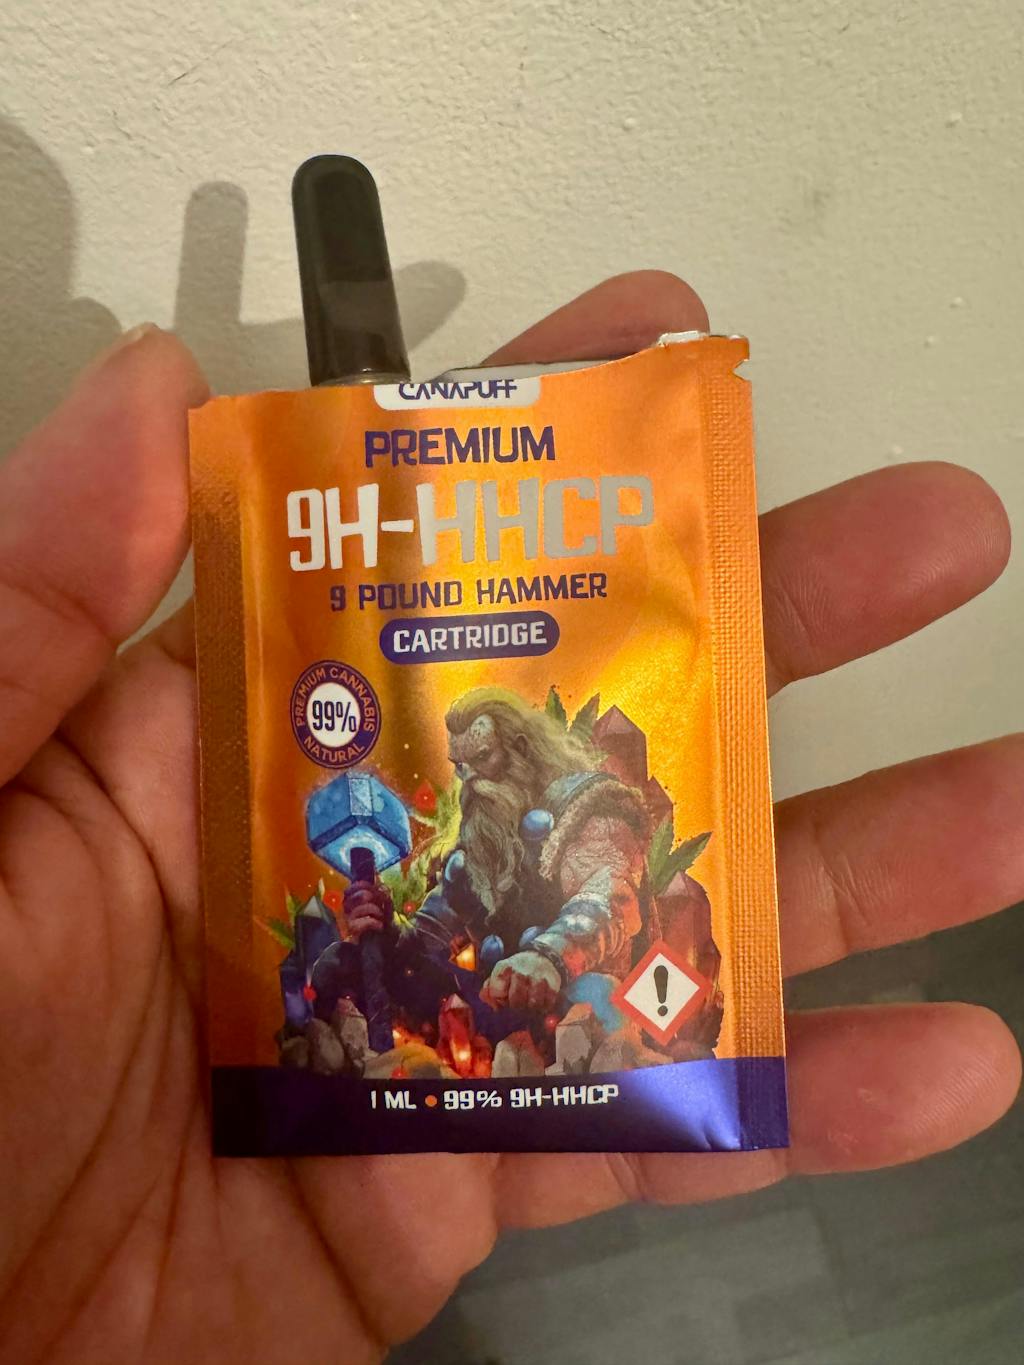 CANAPUFF
PREMIUM
9H-HHCP
9 POUND HAMMER
CARTRIDGE
PREMIUM CANNABIS
99%
NATURAL
!
1 ML • 99% 9H-HHCP